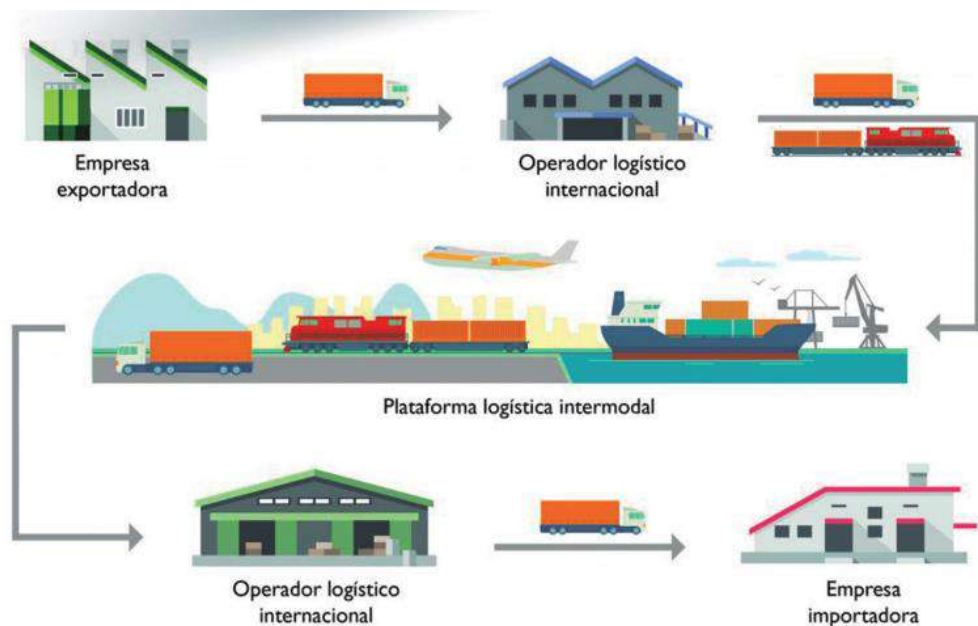 Empresa
exportadora
Operador logístico
internacional
Plataforma logística intermodal
Operador logístico
internacional
Empresa
importadora